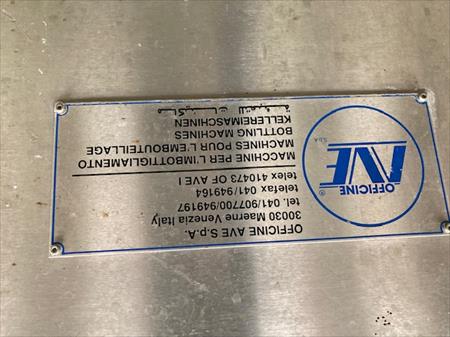 OFFICINE
AVE
S.p.A.
OFFICINE AVE S.p.A.
30030 Maerne Venezia Italy
tel. 041/907700/949197
telefax 041/949164
telex 410473 OF AVE I
MACCHINE PER L'IMBOTTIGLIAMENTO
MACHINES POUR L'EMBOUTEILLAGE
BOTTLING MACHINES
KELLEREIMASCHINEN